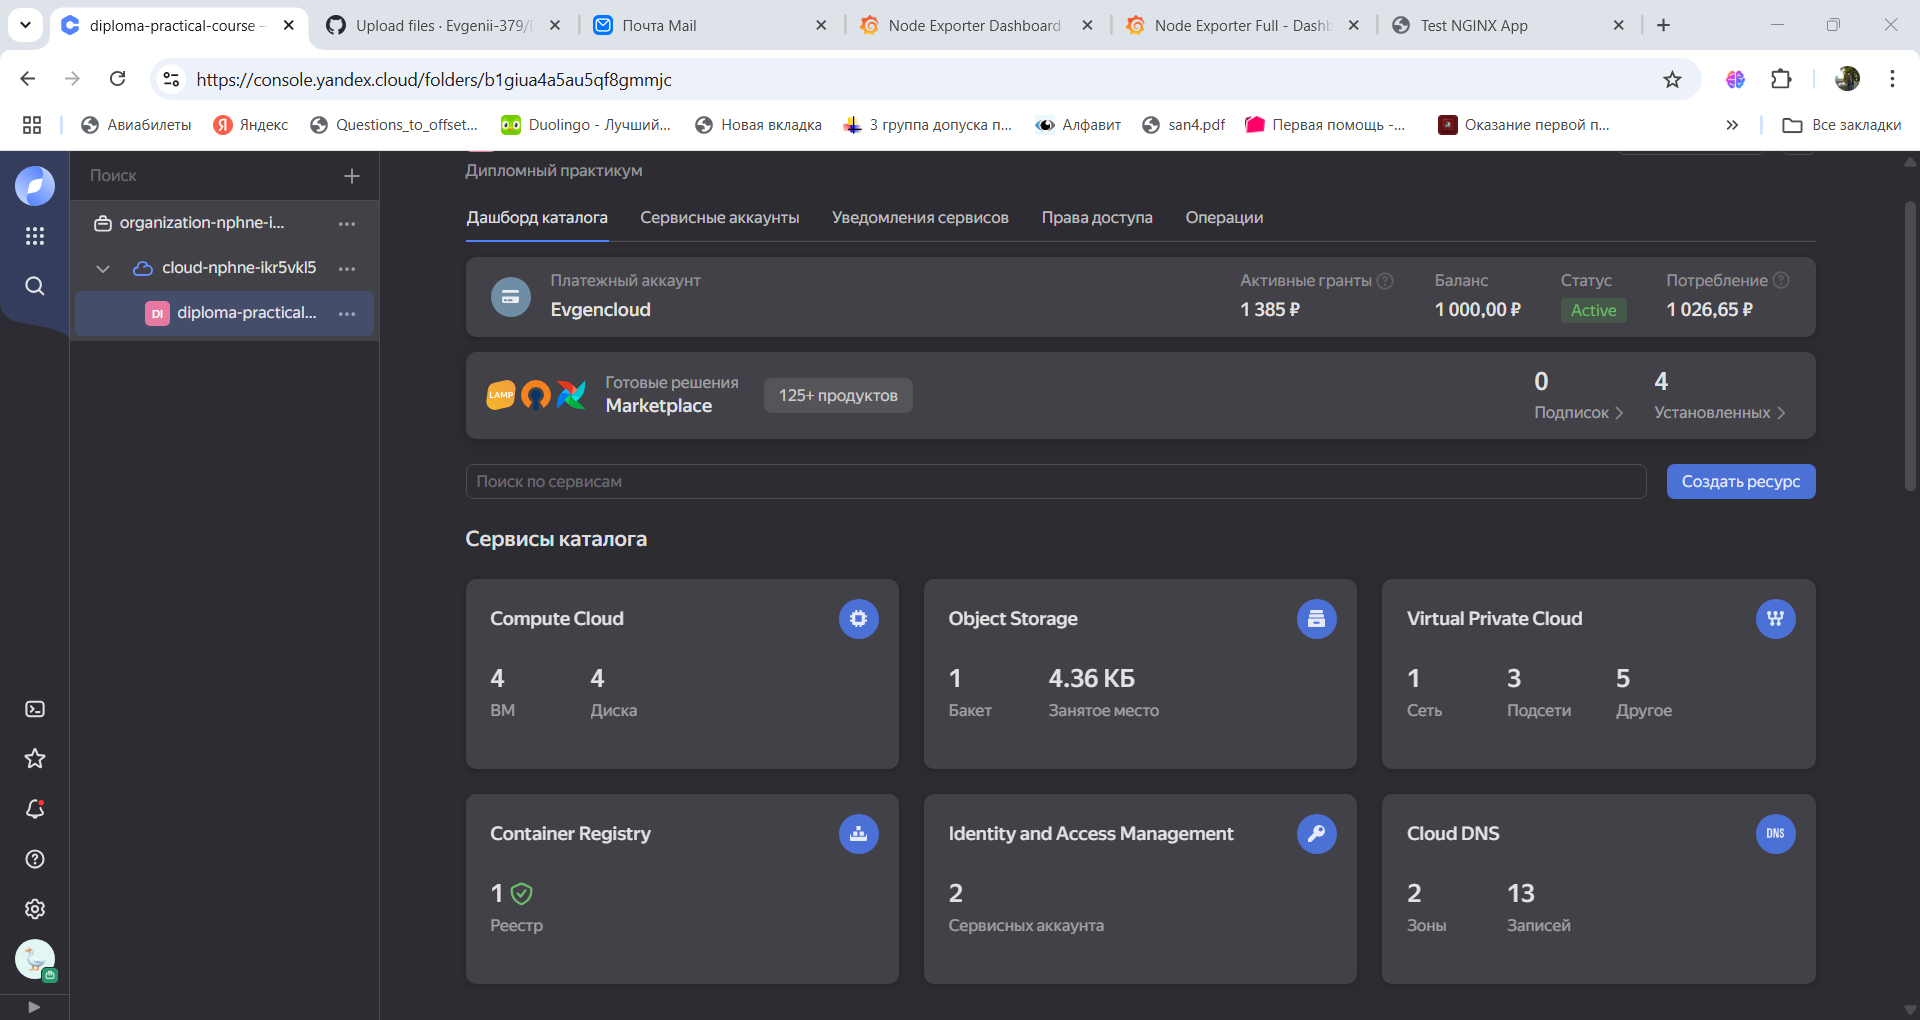 diploma-practical-course –
Upload files · Evgenii-379/
Почта Mail
Node Exporter Dashboard
Node Exporter Full - Dashb
Test NGINX App
https://console.yandex.cloud/folders/b1giua4a5au5qf8gmmjc
Авиабилеты
Яндекс
Questions_to_offset...
Duolingo - Лучший...
Новая вкладка
3 группа допуска п...
Алфавит
san4.pdf
Первая помощь -...
Оказание первой п...
Все закладки
Поиск
organization-nphne-i...
cloud-nphne-ikr5vkl5
DI diploma-practical...
Дипломный практикум
Дашборд каталога
Сервисные аккаунты
Уведомления сервисов
Права доступа
Операции
Платежный аккаунт
Evgencloud
Активные гранты
1 385 ₽
Баланс
1 000,00 ₽
Статус
Active
Потребление
1 026,65 ₽
LAMP
Готовые решения
Marketplace
125+ продуктов
0
Подписок
4
Установленных
Поиск по сервисам
Создать ресурс
Сервисы каталога
Compute Cloud
4
ВМ
4
Диска
Object Storage
1
Бакет
4.36 КБ
Занятое место
Virtual Private Cloud
1
Сеть
3
Подсети
5
Другое
Container Registry
1
Реестр
Identity and Access Management
2
Сервисных аккаунта
Cloud DNS
DNS
2
Зоны
13
Записей